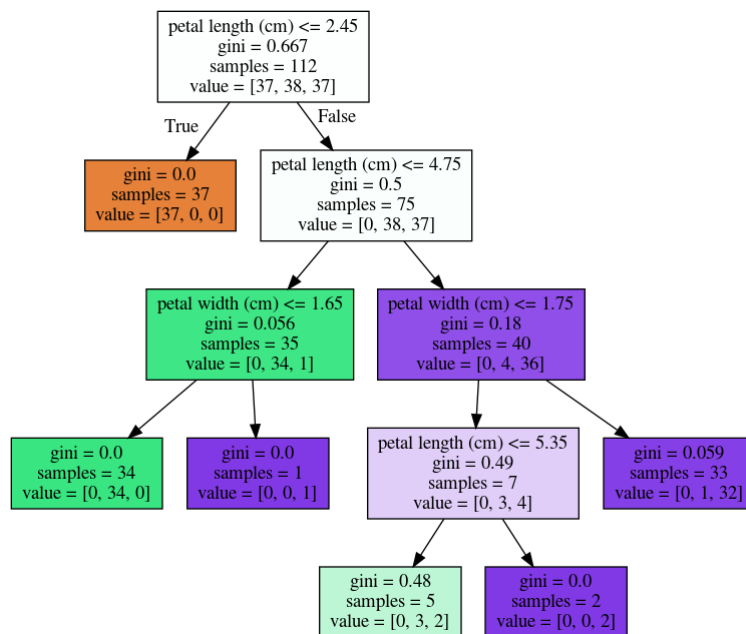 petal length (cm) <= 2.45
gini = 0.667
samples = 112
value = [37, 38, 37]
True
False
gini = 0.0
samples = 37
value = [37, 0, 0]
petal length (cm) <= 4.75
gini = 0.5
samples = 75
value = [0, 38, 37]
petal width (cm) <= 1.65
gini = 0.056
samples = 35
value = [0, 34, 1]
petal width (cm) <= 1.75
gini = 0.18
samples = 40
value = [0, 4, 36]
gini = 0.0
samples = 34
value = [0, 34, 0]
gini = 0.0
samples = 1
value = [0, 0, 1]
petal length (cm) <= 5.35
gini = 0.49
samples = 7
value = [0, 3, 4]
gini = 0.059
samples = 33
value = [0, 1, 32]
gini = 0.48
samples = 5
value = [0, 3, 2]
gini = 0.0
samples = 2
value = [0, 0, 2]